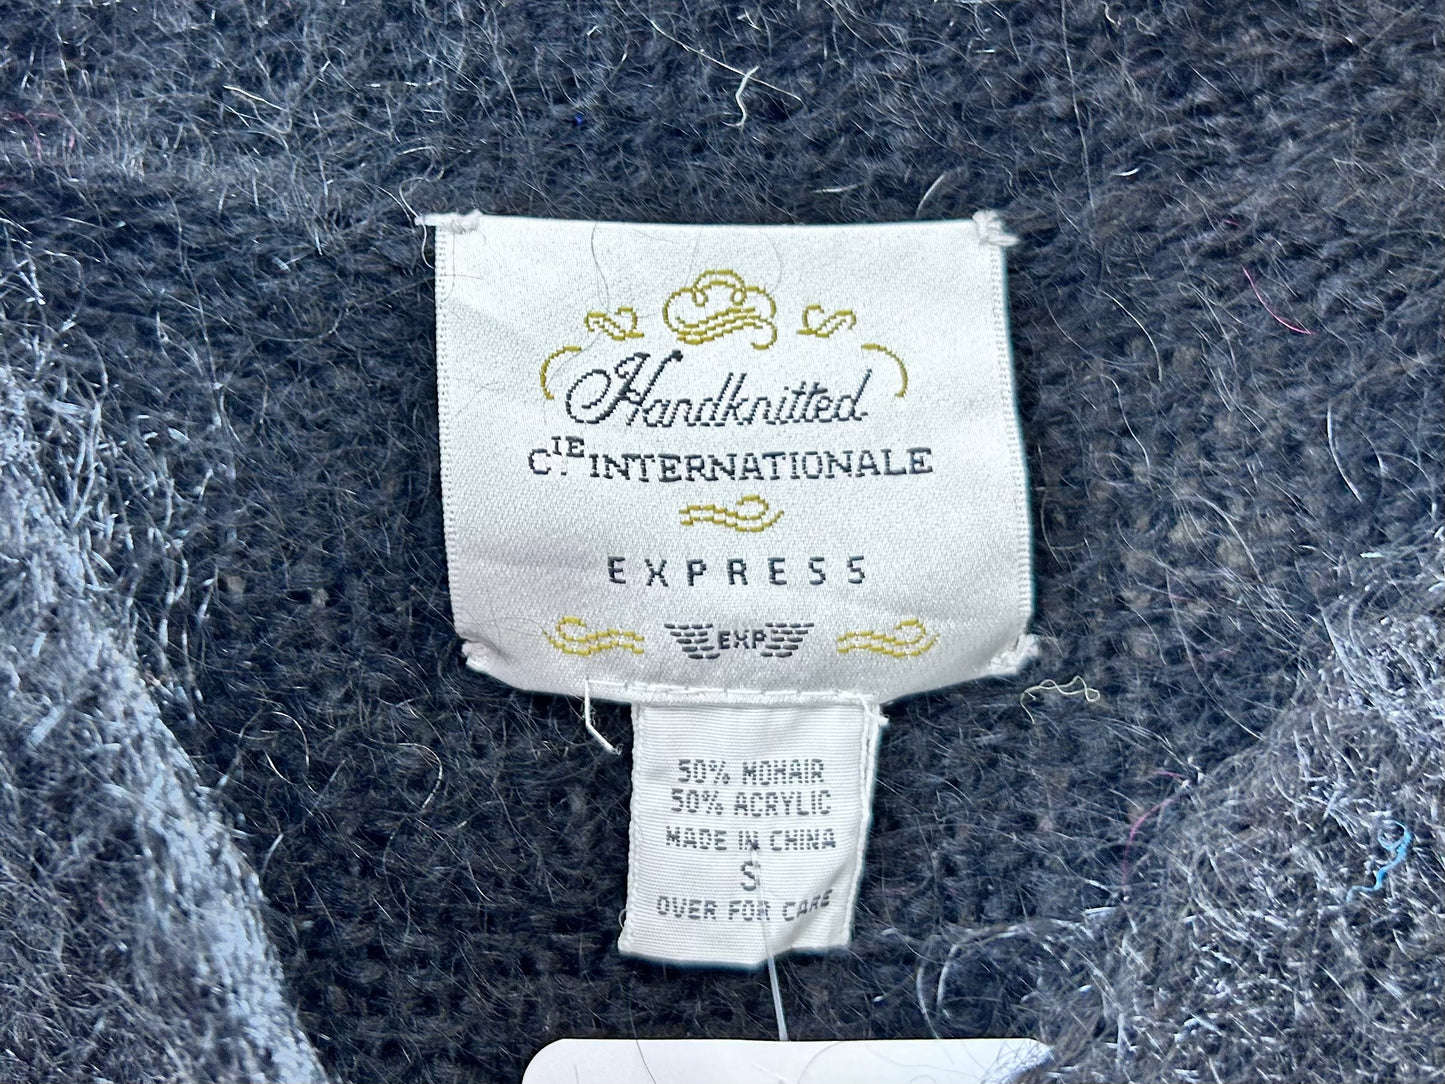 Handknitted
CIE INTERNATIONALE
EXPRESS
EXP
50% MOHAIR
50% ACRYLIC
MADE IN CHINA
S
OVER FOR CARE